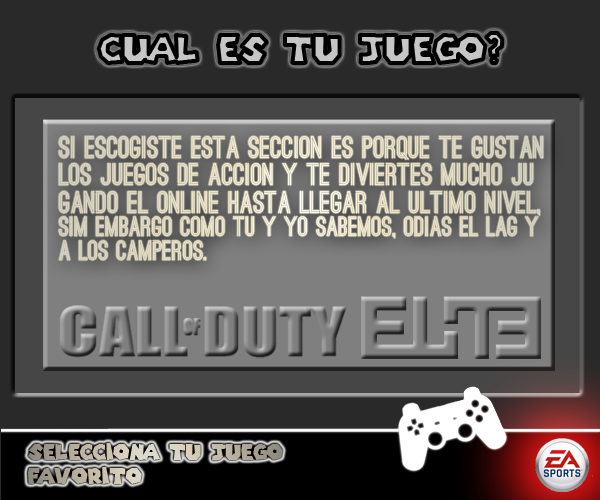 CUAL ES TU JUEGO?
SI ESCOGISTE ESTA SECCION ES PORQUE TE GUSTAN
LOS JUEGOS DE ACCION Y TE DIVIERTES MUCHO JU
GANDO EL ONLINE HASTA LLEGAR AL ULTIMO NIVEL,
SIM EMBARGO COMO TU Y YO SABEMOS, ODIAS EL LAG Y
A LOS CAMPEROS.
CALL OF DUTY ELITE
SELECCIONA TU JUEGO
FAVORITO
EA
SPORTS